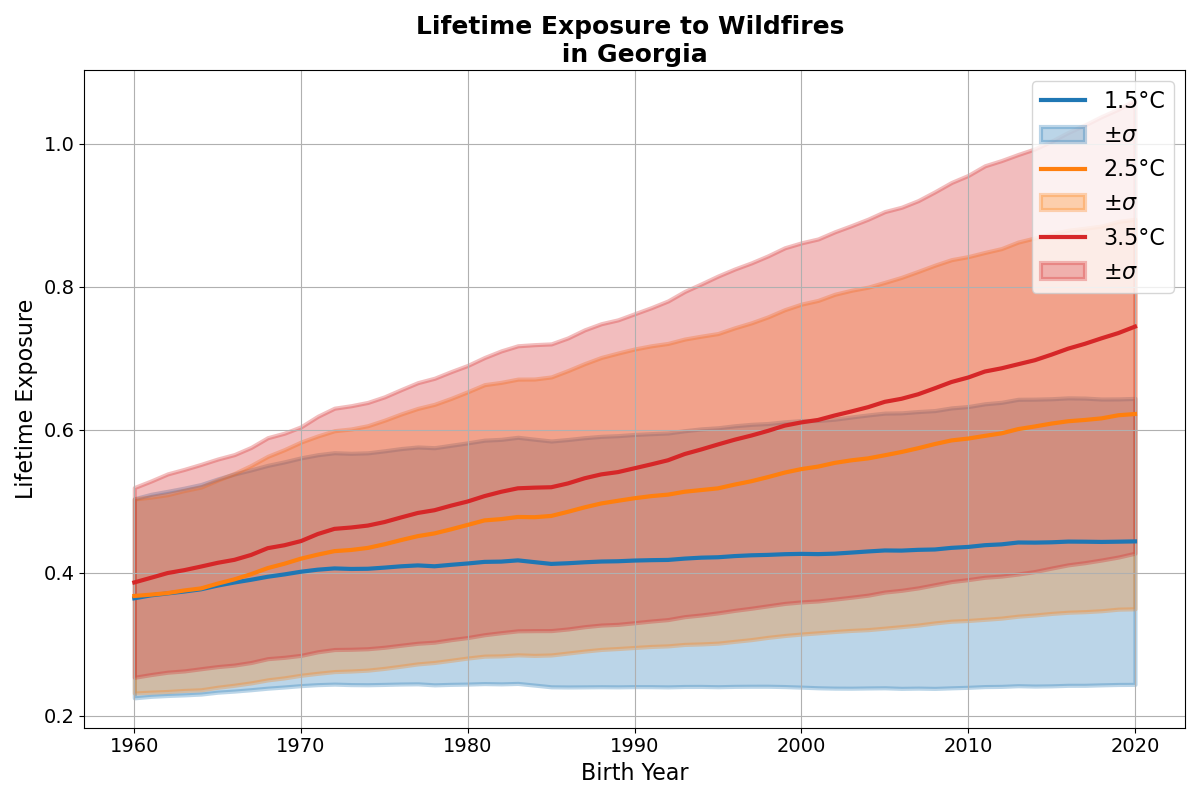 Lifetime Exposure to Wildfires
in Georgia
1.5°C
±σ
2.5°C
±σ
3.5°C
±σ
Lifetime Exposure
1.0
0.8
0.6
0.4
0.2
1960 1970 1980 1990 2000 2010 2020
Birth Year